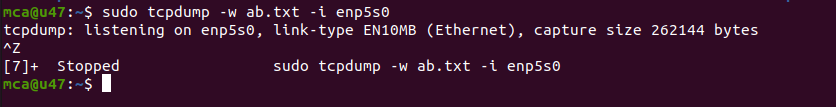 mca@u47:~$ sudo tcpdump -w ab.txt -i enp5s0
tcpdump: listening on enp5s0, link-type EN10MB (Ethernet), capture size 262144 bytes
^Z
[7]+  Stopped                 sudo tcpdump -w ab.txt -i enp5s0
mca@u47:~$